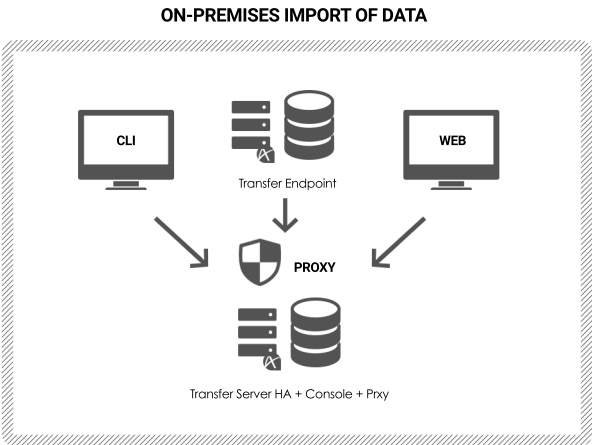 ON-PREMISES IMPORT OF DATA
CLI
WEB
Transfer Endpoint
PROXY
Transfer Server HA + Console + Prxy